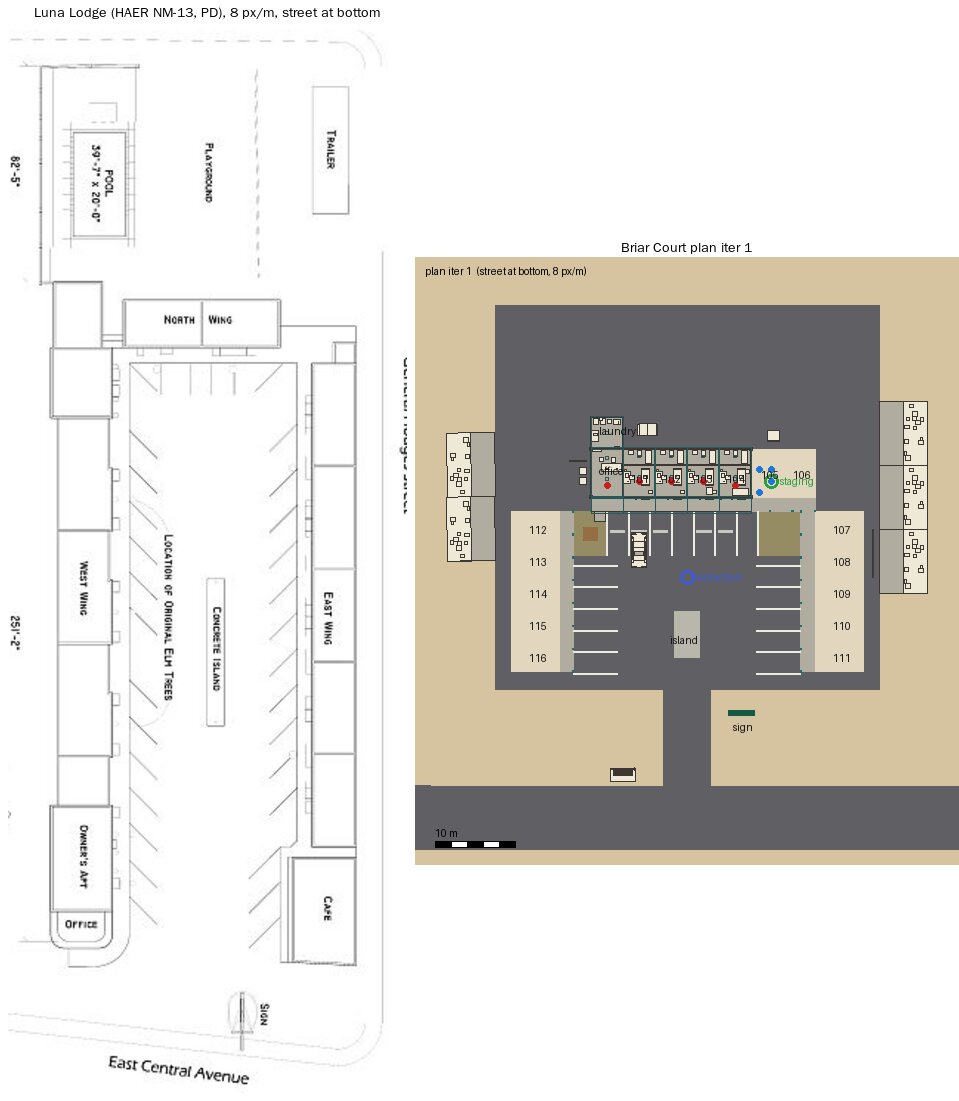 Luna Lodge (HAER NM-13, PD), 8 px/m, street at bottom
TRAILER
PLAYGROUND
POOL
39'-7" x 20'-0"
82'-5"
NORTH WING
WEST WING
LOCATION OF ORIGINAL ELM TREES
CONCRETE ISLAND
EAST WING
251'-2"
OWNER'S APT
OFFICE
CAFE
SIGN
East Central Avenue
Briar Court plan iter 1
plan iter 1 (street at bottom, 8 px/m)
laundry
office
106
staging
112
107
113
108
114
109
115
110
116
111
island
sign
10 m